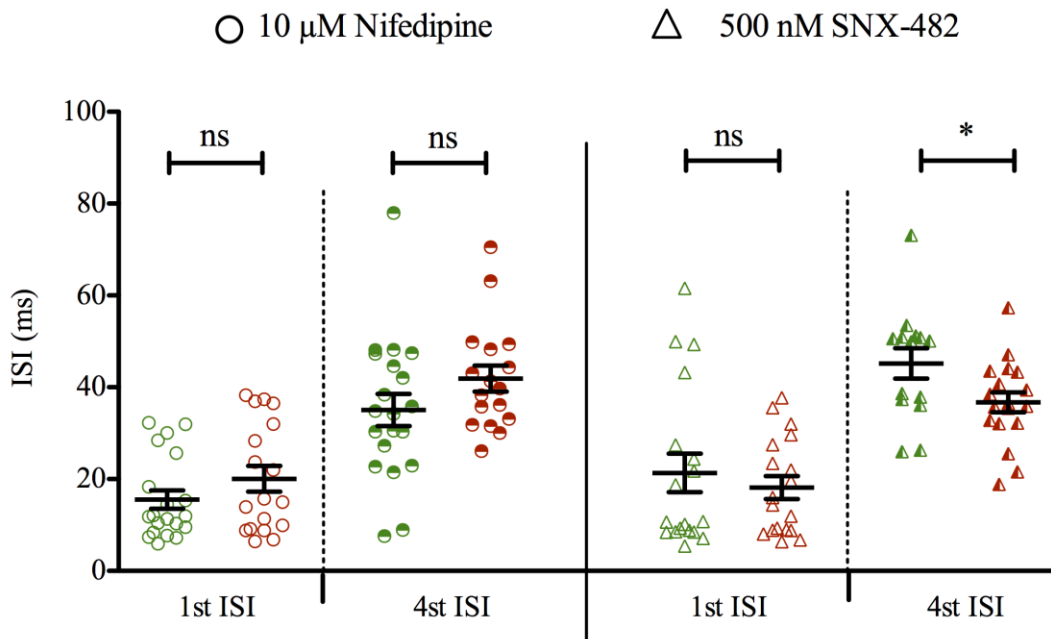 10 μM Nifedipine
500 nM SNX-482
100
ns
ns
ns
*
80
60
ISI (ms)
40
20
0
1st ISI
4st ISI
1st ISI
4st ISI